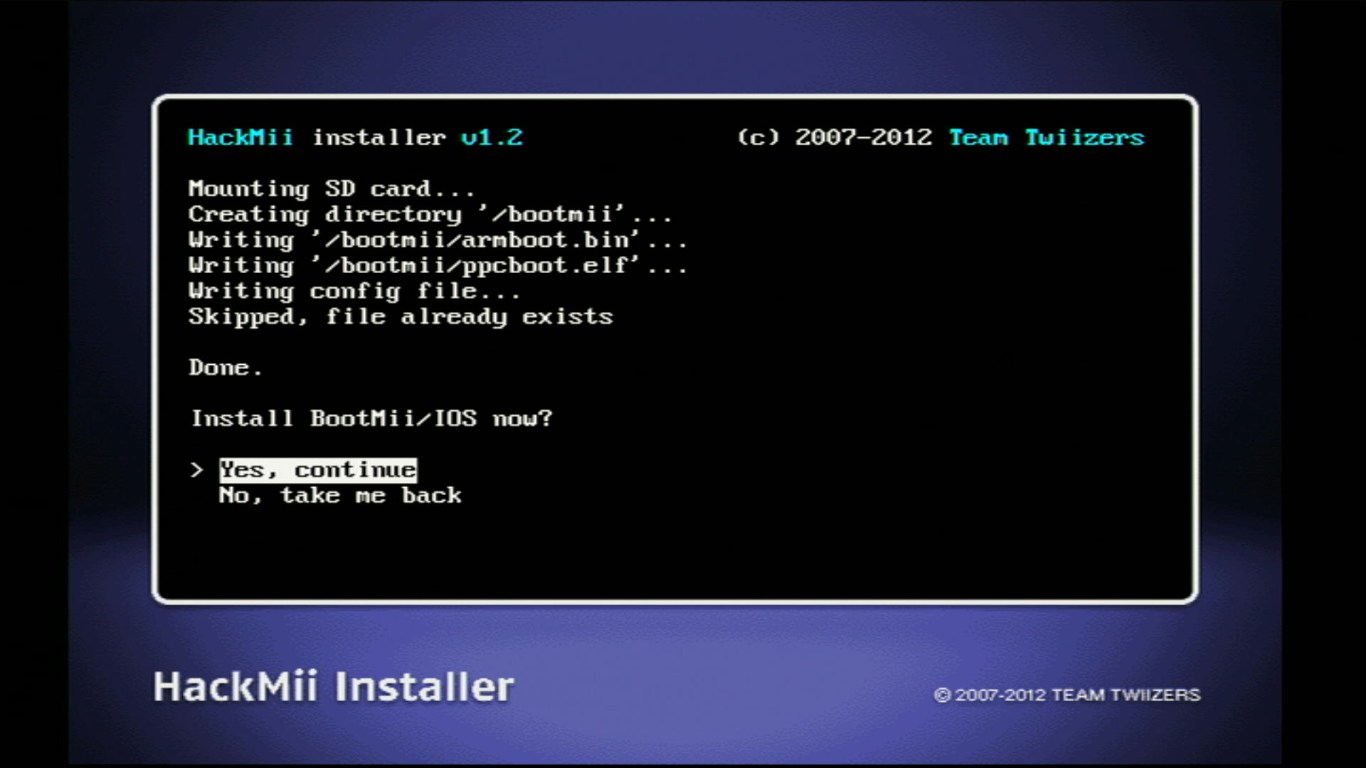 HackMii installer v1.2 (c) 2007-2012 Team Twiizers
Mounting SD card...
Creating directory '/bootmii'...
Writing '/bootmii/armboot.bin'...
Writing '/bootmii/ppcboot.elf'...
Writing config file...
Skipped, file already exists
Done.
Install BootMii/IOS now?
> Yes, continue
No, take me back
HackMii Installer
© 2007-2012 TEAM TWIIZERS